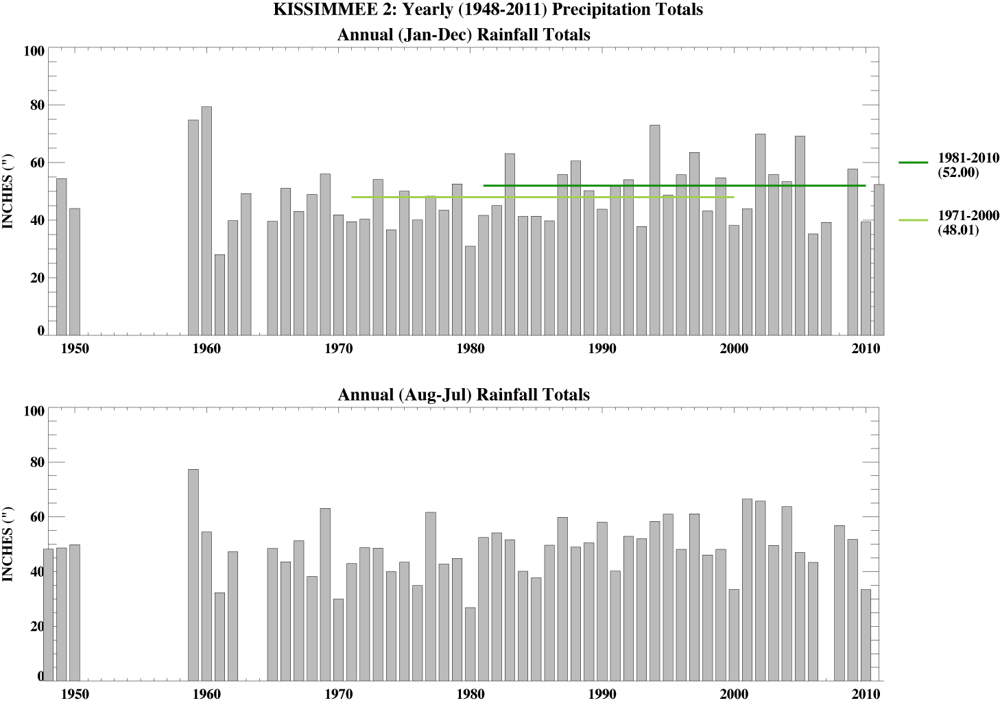 KISSIMMEE 2: Yearly (1948-2011) Precipitation Totals
Annual (Jan-Dec) Rainfall Totals
100
80
60
40
20
0
INCHES (")
1950 1960 1970 1980 1990 2000 2010
1981-2010
(52.00)
1971-2000
(48.01)
Annual (Aug-Jul) Rainfall Totals
100
80
60
40
20
0
INCHES (")
1950 1960 1970 1980 1990 2000 2010